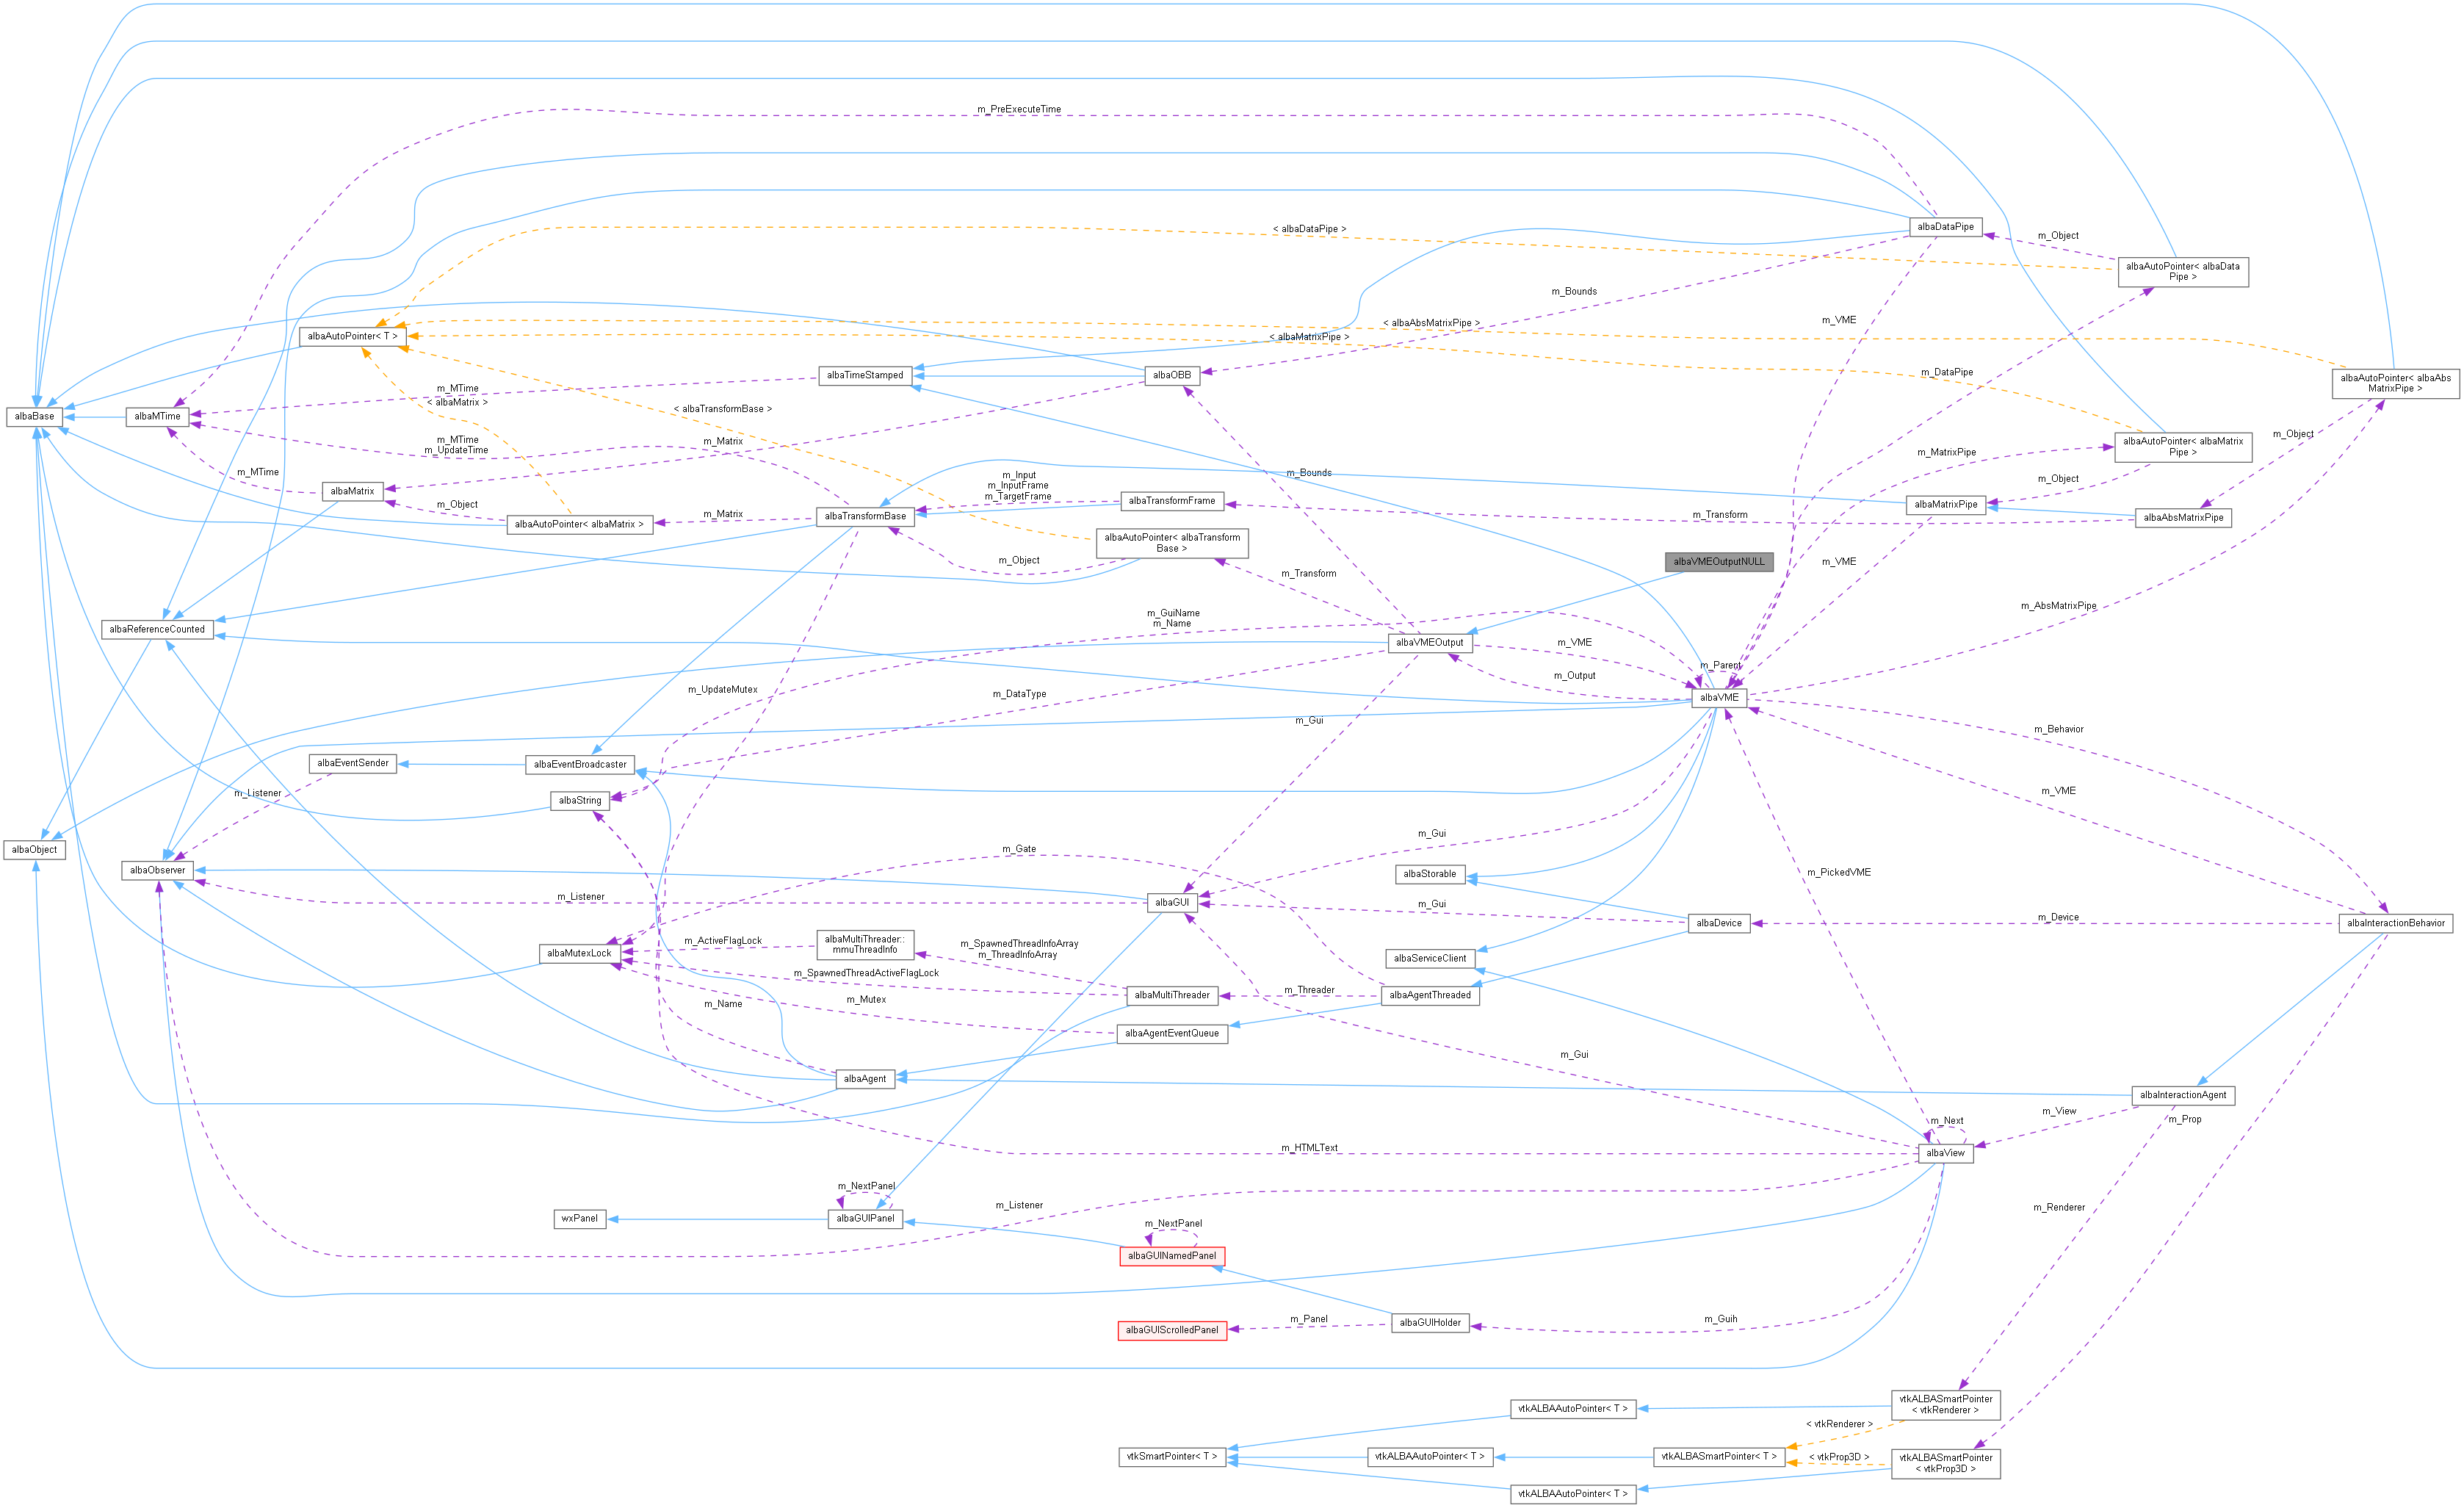 m_PreExecuteTime
albaDataPipe
< albaDataPipe >
m_Object
albaAutoPointer< albaData
Pipe >
m_Bounds
m_VME
< albaAbsMatrixPipe >
albaAutoPointer< T >
< albaMatrixPipe >
albaTimeStamped
albaOBB
m_DataPipe
albaAutoPointer< albaAbs
MatrixPipe >
m_MTime
< albaMatrix >
< albaTransformBase >
albaBase
albaMTime
m_MTime
m_UpdateTime
m_Matrix
m_Object
albaAutoPointer< albaMatrix
Pipe >
m_MatrixPipe
m_MTime
m_Bounds
m_Input
m_InputFrame
m_TargetFrame
m_Object
albaMatrix
albaTransformFrame
albaMatrixPipe
m_Object
albaAutoPointer< albaMatrix >
m_Matrix
albaTransformBase
m_Transform
albaAbsMatrixPipe
albaAutoPointer< albaTransform
Base >
m_Object
albaVMEOutputNULL
m_VME
m_Transform
m_AbsMatrixPipe
m_GuiName
m_Name
albaReferenceCounted
albaVMEOutput
m_VME
m_Parent
m_Output
m_UpdateMutex
m_DataType
albaVME
m_Gui
m_Behavior
albaEventSender
albaEventBroadcaster
m_Listener
albaString
m_VME
m_Gui
albaObject
m_Gate
albaObserver
albaStorable
m_PickedVME
m_Listener
albaGUI
m_Gui
albaDevice
m_Device
albaInteractionBehavior
albaMutexLock
m_ActiveFlagLock
albaMultiThreader::
mmuThreadInfo
m_SpawnedThreadInfoArray
m_ThreadInfoArray
albaServiceClient
m_SpawnedThreadActiveFlagLock
m_Threader
m_Name
m_Mutex
albaMultiThreader
albaAgentThreaded
albaAgentEventQueue
m_Gui
albaAgent
albaInteractionAgent
m_View
m_Prop
m_Next
m_HTMLText
albaView
m_NextPanel
m_Listener
m_Renderer
wxPanel
albaGUIPanel
m_NextPanel
albaGUINamedPanel
m_Panel
m_Guih
albaGUIScrolledPanel
albaGUIHolder
vtkALBAAutoPointer< T >
vtkALBASmartPointer
< vtkRenderer >
< vtkRenderer >
vtkSmartPointer< T >
vtkALBAAutoPointer< T >
vtkALBASmartPointer< T >
< vtkProp3D >
vtkALBASmartPointer
< vtkProp3D >
vtkALBAAutoPointer< T >